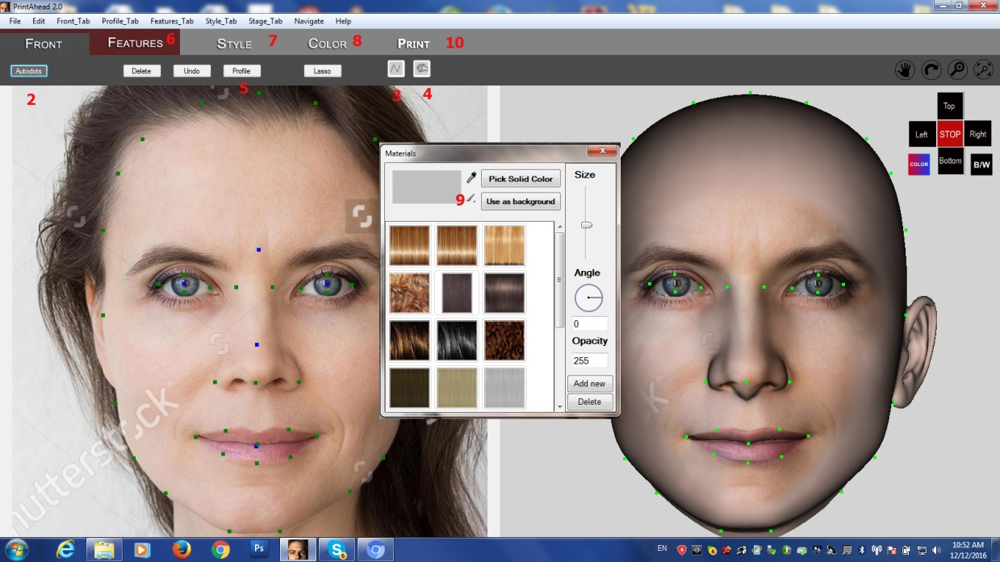 PrintAhead 2.0
File Edit Front_Tab Profile_Tab Features_Tab Style_Tab Stage_Tab Navigate Help
FRONT FEATURES 6 STYLE 7 COLOR 8 PRINT 10
Autodots Delete Undo Profile Lasso
2 5 3 4
Top
Left STOP Right
COLOR Bottom B/W
Materials
Pick Solid Color
9 Use as background
Size
Angle
0
Opacity
255
Add new
Delete
shutterstock
Ps
EN
10:52 AM
12/12/2016